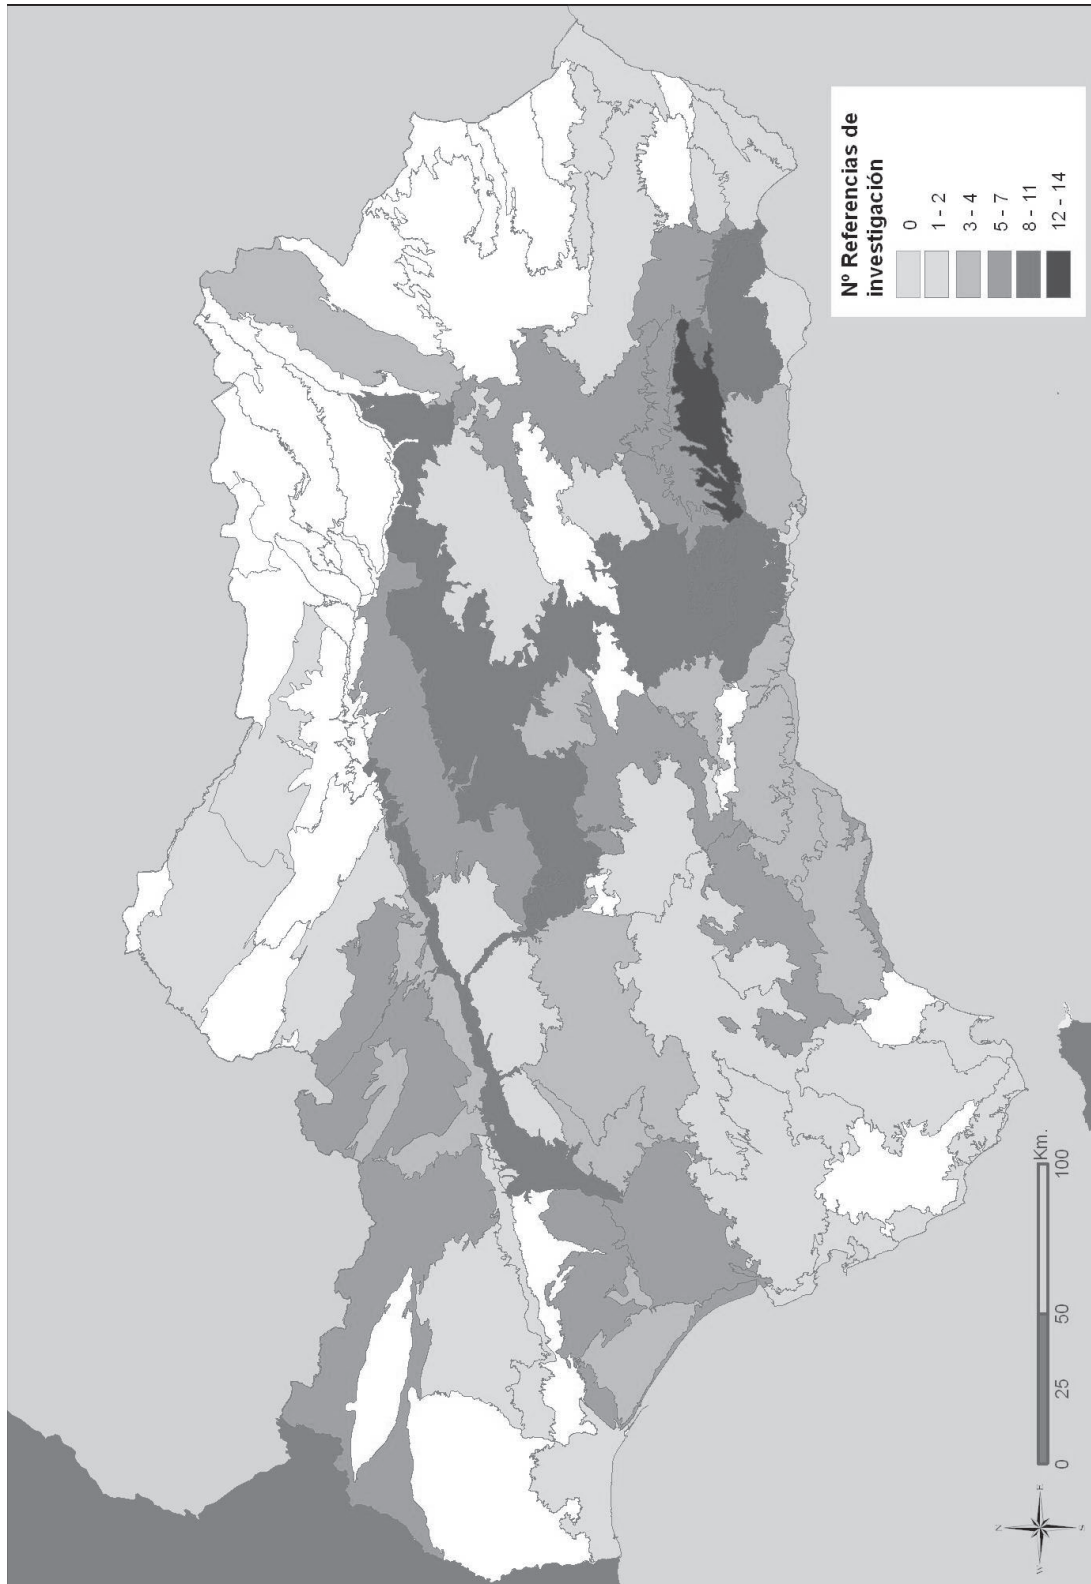 Nº Referencias de
investigación
0
1 - 2
3 - 4
5 - 7
8 - 11
12 - 14
0 25 50 100
Km.
N
W E
S